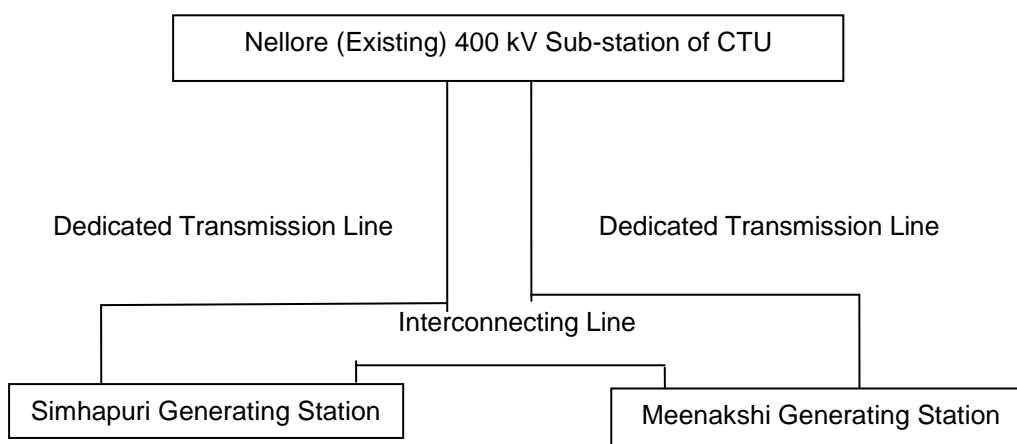 Nellore (Existing) 400 kV Sub-station of CTU
Dedicated Transmission Line
Dedicated Transmission Line
Interconnecting Line
Simhapuri Generating Station
Meenakshi Generating Station